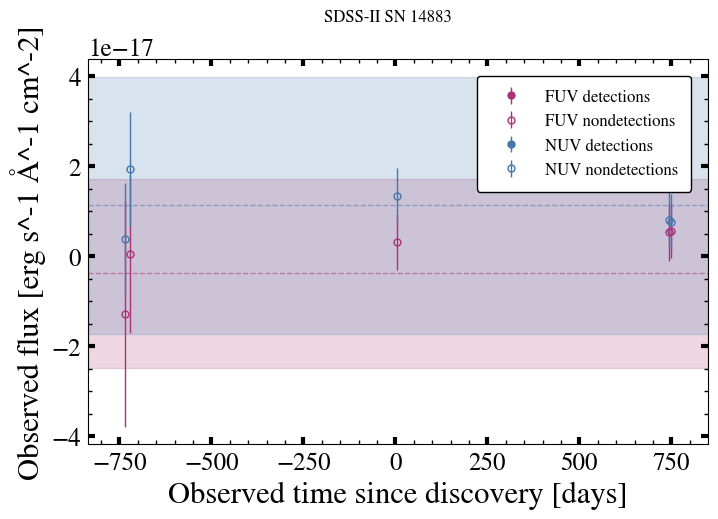 SDSS-II SN 14883
1e−17
Observed flux [erg s^-1 Å^-1 cm^-2]
4
2
0
−2
−4
FUV detections
FUV nondetections
NUV detections
NUV nondetections
−750 −500 −250 0 250 500 750
Observed time since discovery [days]